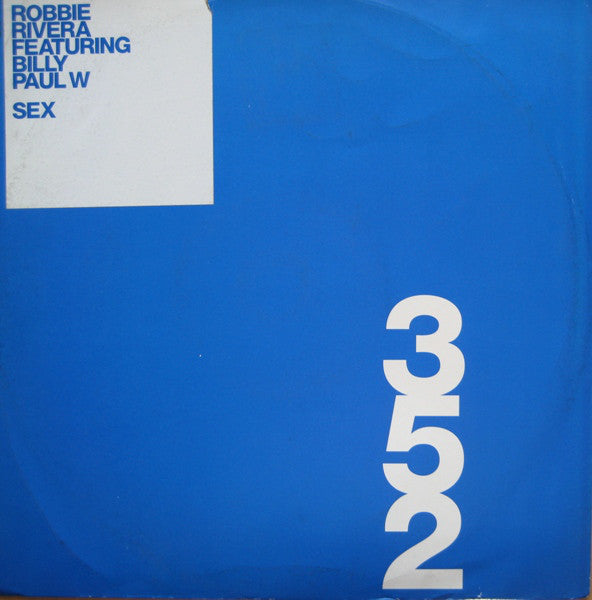 ROBBIE
RIVERA
FEATURING
BILLY
PAUL W
SEX
3
5
2